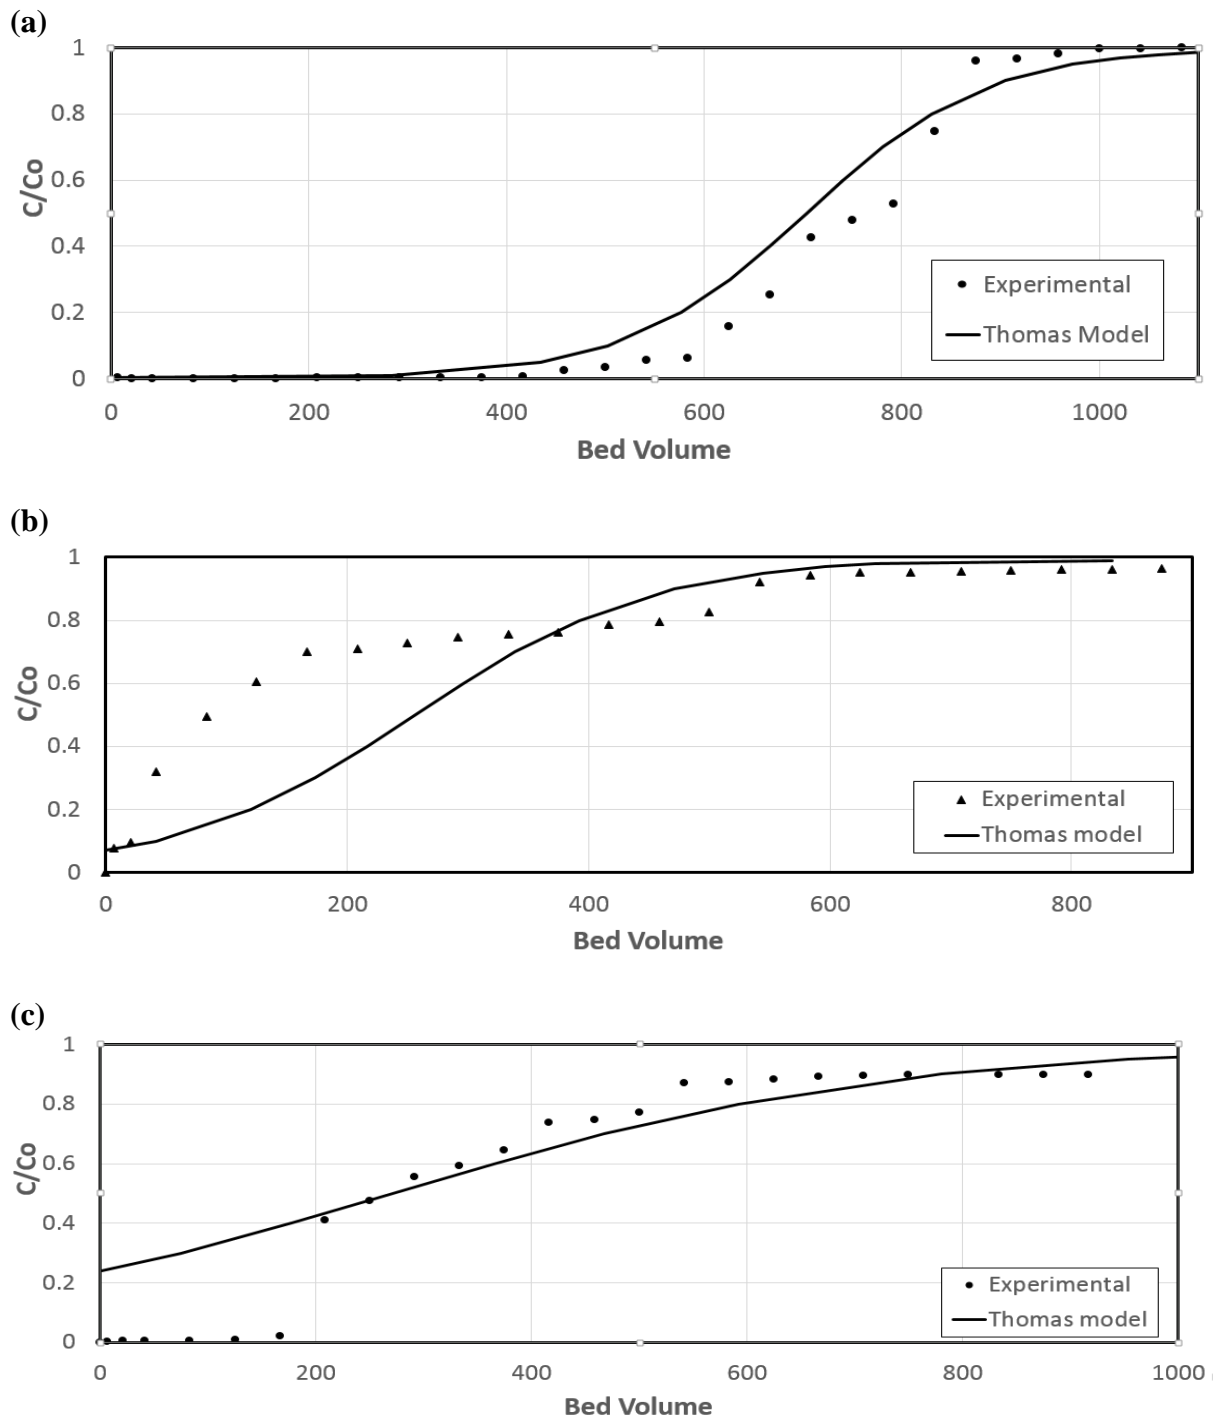 (a)
1
0.8
0.6
0.4
0.2
0
C/Co
Experimental
Thomas Model
0 200 400 600 800 1000
Bed Volume
(b)
1
0.8
0.6
0.4
0.2
0
C/Co
Experimental
Thomas model
0 200 400 600 800
Bed Volume
(c)
1
0.8
0.6
0.4
0.2
0
C/Co
Experimental
Thomas model
0 200 400 600 800 1000
Bed Volume